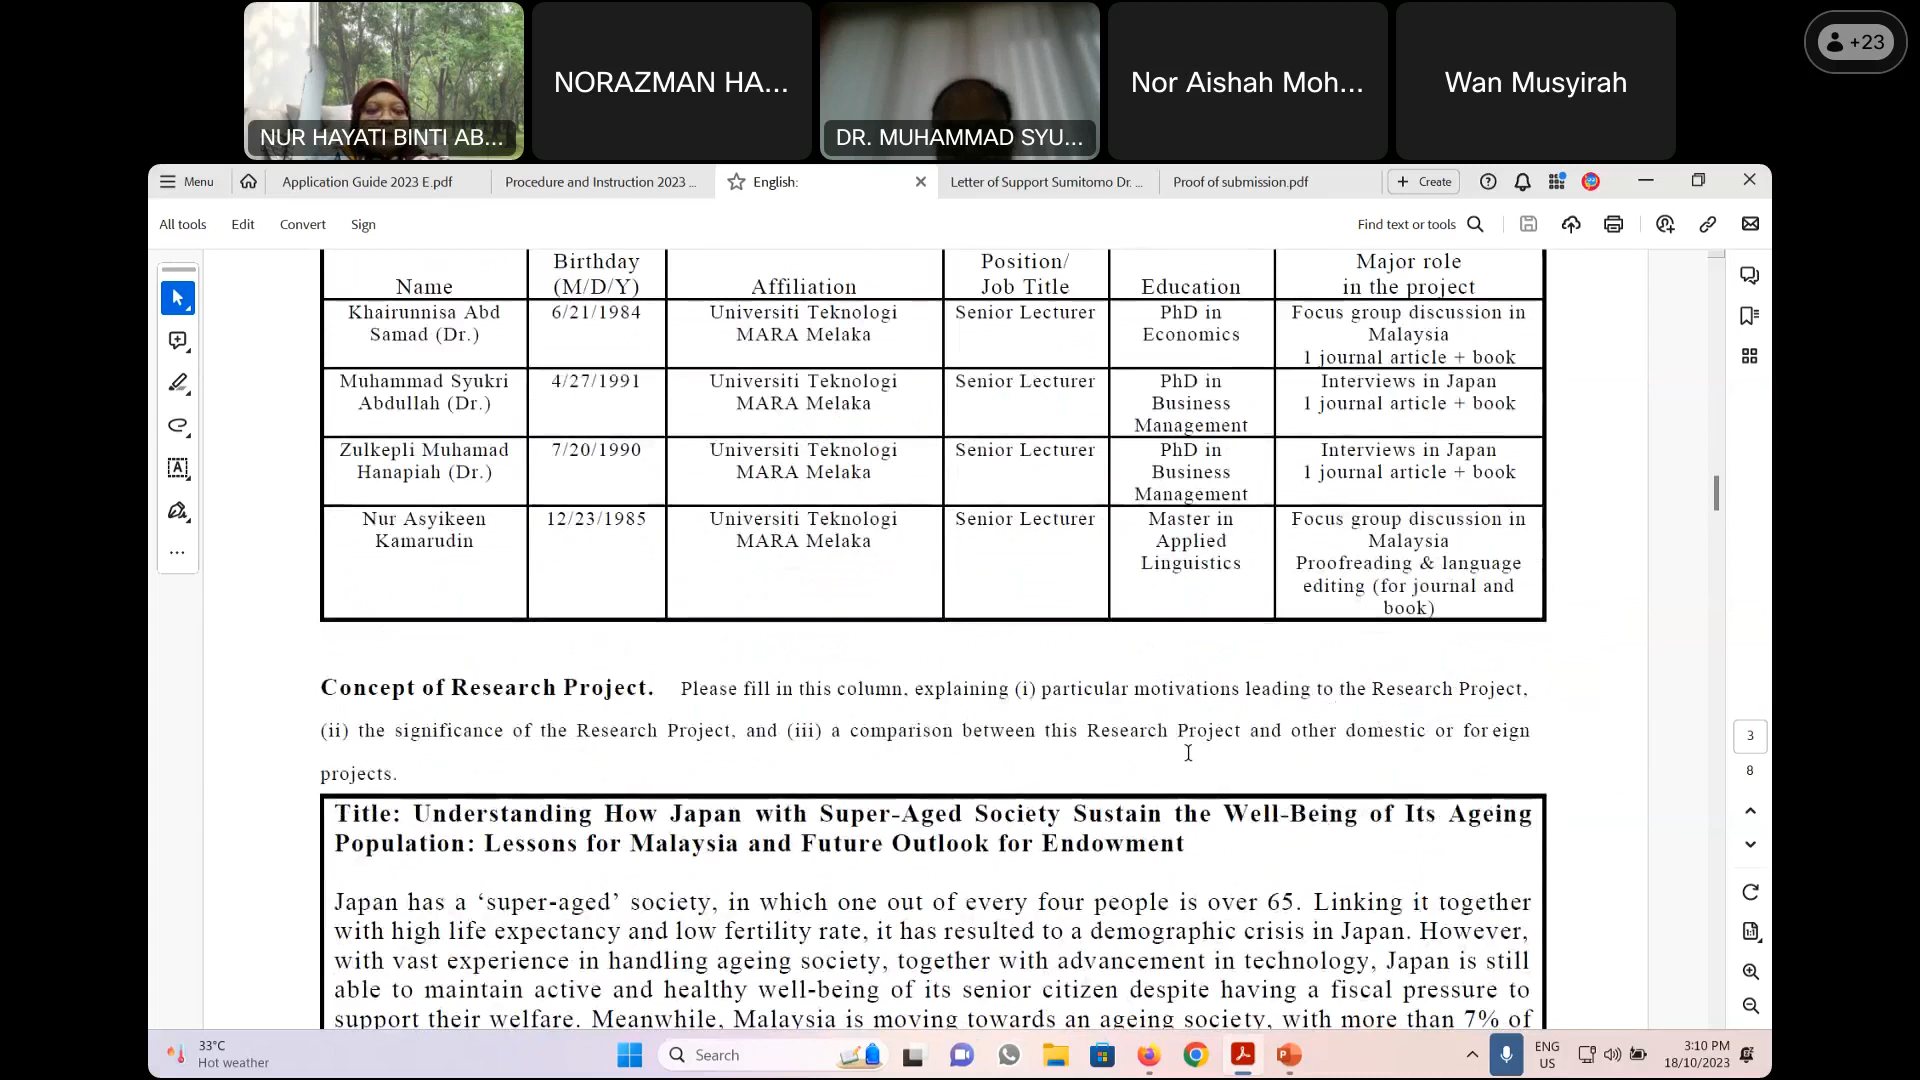 NUR HAYATI BINTI AB...
NORAZMAN HA...
DR. MUHAMMAD SYU...
Nor Aishah Moh...
Wan Musyirah
+23
Menu
Application Guide 2023 E.pdf
Procedure and Instruction 2023 ...
English:
Letter of Support Sumitomo Dr. ...
Proof of submission.pdf
Create
All tools
Edit
Convert
Sign
Find text or tools
Name
Birthday
(M/D/Y)
Affiliation
Position/
Job Title
Education
Major role
in the project
Khairunnisa Abd
Samad (Dr.)
6/21/1984
Universiti Teknologi
MARA Melaka
Senior Lecturer
PhD in
Economics
Focus group discussion in
Malaysia
1 journal article + book
Muhammad Syukri
Abdullah (Dr.)
4/27/1991
Universiti Teknologi
MARA Melaka
Senior Lecturer
PhD in
Business
Management
Interviews in Japan
1 journal article + book
Zulkepli Muhamad
Hanapiah (Dr.)
7/20/1990
Universiti Teknologi
MARA Melaka
Senior Lecturer
PhD in
Business
Management
Interviews in Japan
1 journal article + book
Nur Asyikeen
Kamarudin
12/23/1985
Universiti Teknologi
MARA Melaka
Senior Lecturer
Master in
Applied
Linguistics
Focus group discussion in
Malaysia
Proofreading & language
editing (for journal and
book)
Concept of Research Project. Please fill in this column, explaining (i) particular motivations leading to the Research Project,
(ii) the significance of the Research Project, and (iii) a comparison between this Research Project and other domestic or foreign
projects.
Title: Understanding How Japan with Super-Aged Society Sustain the Well-Being of Its Ageing
Population: Lessons for Malaysia and Future Outlook for Endowment
Japan has a ‘super-aged’ society, in which one out of every four people is over 65. Linking it together
with high life expectancy and low fertility rate, it has resulted to a demographic crisis in Japan. However,
with vast experience in handling ageing society, together with advancement in technology, Japan is still
able to maintain active and healthy well-being of its senior citizen despite having a fiscal pressure to
support their welfare. Meanwhile, Malaysia is moving towards an ageing society, with more than 7% of
3
8
33°C
Hot weather
Search
ENG
US
3:10 PM
18/10/2023